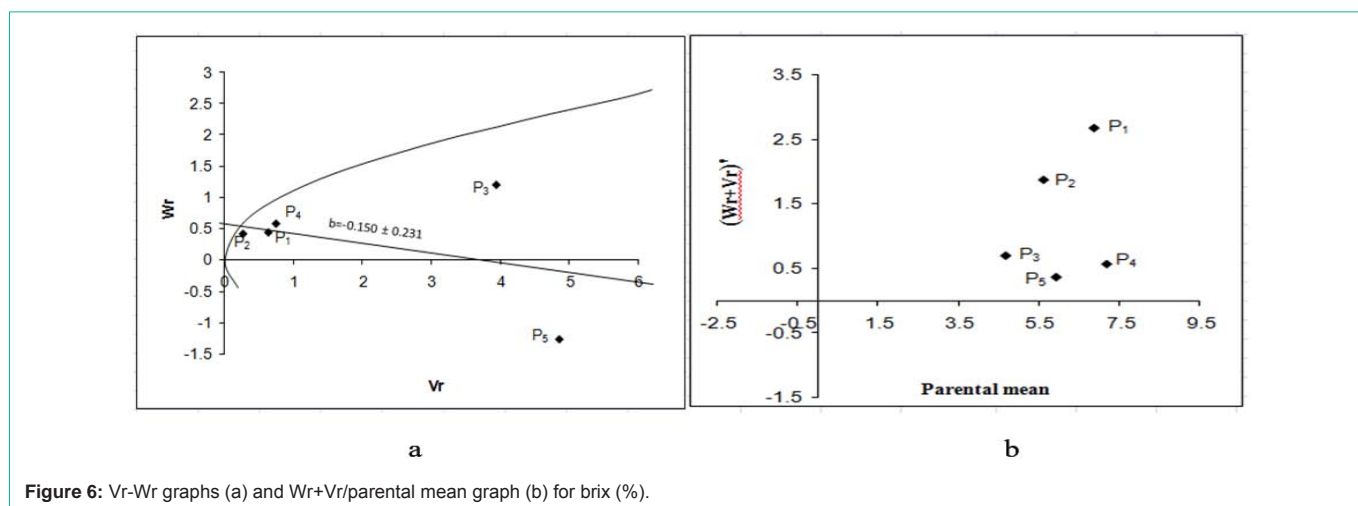 3
2.5
2
1.5
1
0.5
0
-0.5
-1
-1.5
Wr
0 1 2 3 4 5 6
Vr
P3
P4
P2
P1
b=-0.150 ± 0.231
P5
a
3.5
2.5
1.5
0.5
-0.5
-1.5
(Wr+Vr)'
-2.5 -0.5 1.5 3.5 5.5 7.5 9.5
Parental mean
P1
P2
P3
P4
P5
b
Figure 6: Vr-Wr graphs (a) and Wr+Vr/parental mean graph (b) for brix (%).